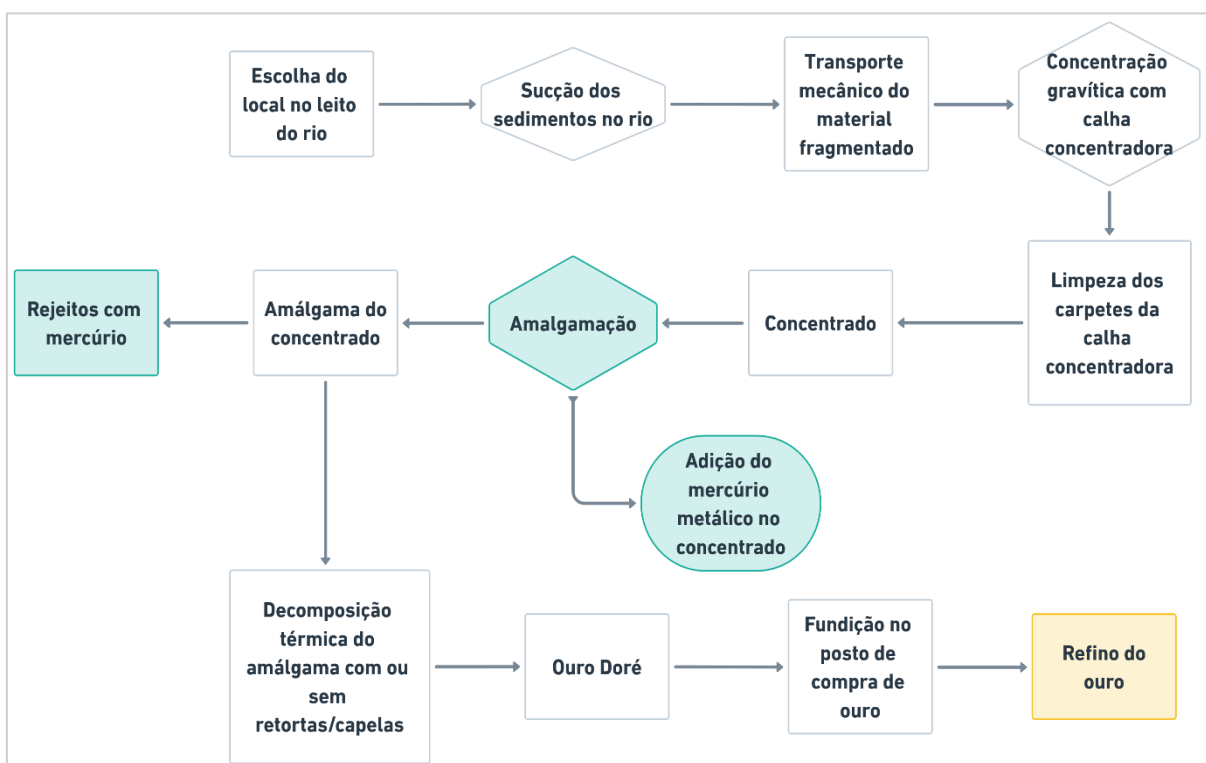 Escolha do
local no leito
do rio
Sucção dos
sedimentos no rio
Transporte
mecânico do
material
fragmentado
Concentração
gravítica com
calha
concentradora
Rejeitos com
mercúrio
Amálgama do
concentrado
Amalgamação
Concentrado
Limpeza dos
carpetes da
calha
concentradora
Adição do
mercúrio
metálico no
concentrado
Decomposição
térmica do
amálgama com ou
sem
retortas/capelas
Ouro Doré
Fundição no
posto de
compra de
ouro
Refino do
ouro